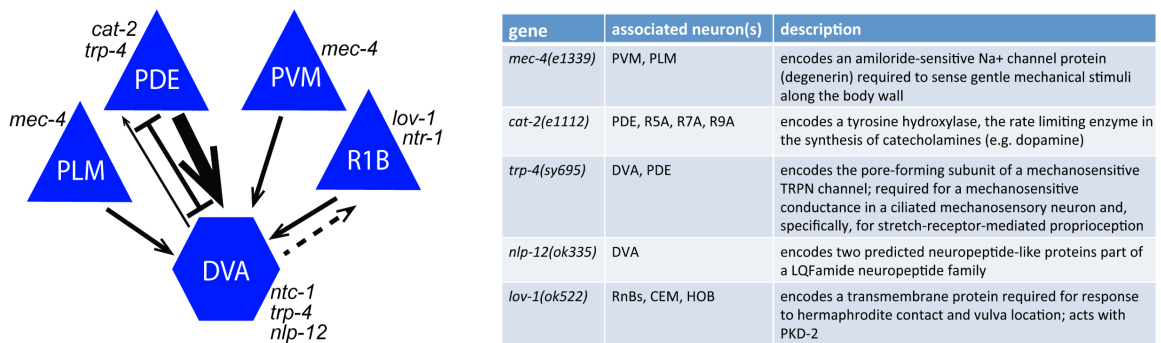 cat-2
trp-4
PDE
PVM
mec-4
mec-4
PLM
lov-1
ntr-1
R1B
DVA
ntc-1
trp-4
nlp-12
gene associated neuron(s) description
mec-4(e1339) PVM, PLM encodes an amiloride-sensitive Na+ channel protein
(degenerin) required to sense gentle mechanical stimuli
along the body wall
cat-2(e1112) PDE, R5A, R7A, R9A encodes a tyrosine hydroxylase, the rate limiting enzyme in
the synthesis of catecholamines (e.g. dopamine)
trp-4(sy695) DVA, PDE encodes the pore-forming subunit of a mechanosensitive
TRPN channel; required for a mechanosensitive
conductance in a ciliated mechanosensory neuron and,
specifically, for stretch-receptor-mediated proprioception
nlp-12(ok335) DVA encodes two predicted neuropeptide-like proteins part of
a LQFamide neuropeptide family
lov-1(ok522) RnBs, CEM, HOB encodes a transmembrane protein required for response
to hermaphrodite contact and vulva location; acts with
PKD-2